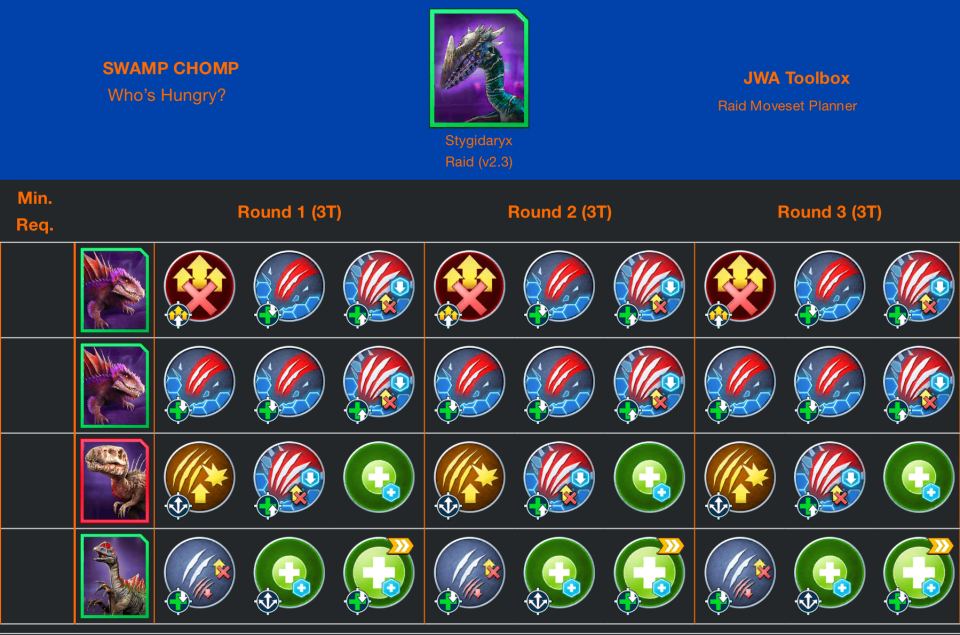 SWAMP CHOMP
Who's Hungry?
JWA Toolbox
Raid Moveset Planner
Stygidaryx
Raid (v2.3)
Min.
Req.
Round 1 (3T)
Round 2 (3T)
Round 3 (3T)